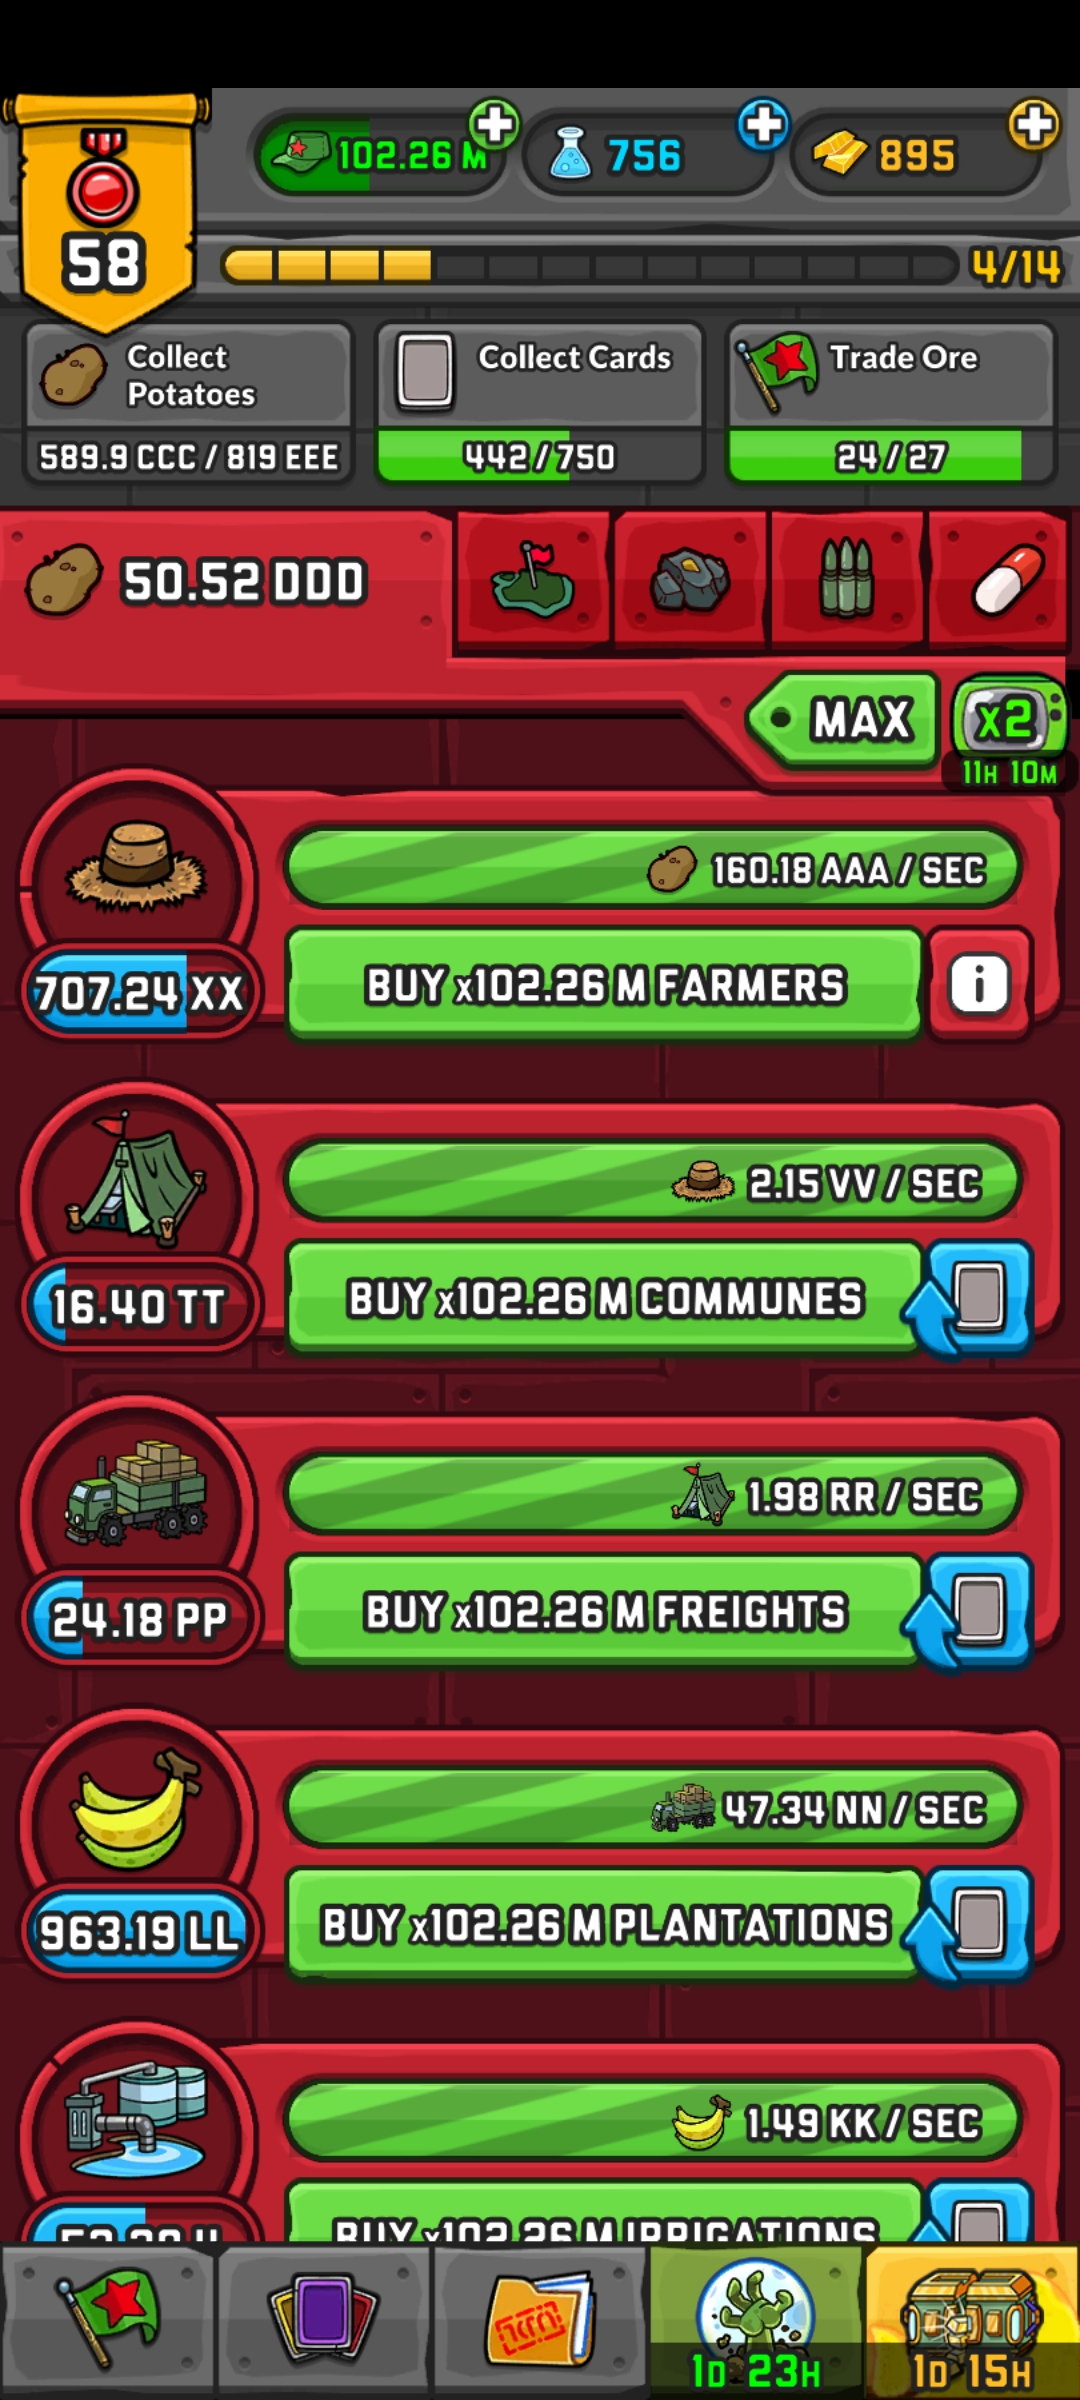 102.26 M
756
895
58
4/14
Collect
Potatoes
589.9 CCC / 819 EEE
Collect Cards
442/750
Trade Ore
24/27
50.52 DDD
MAX
x2
11H 10M
160.18 AAA / SEC
707.24 XX
BUY x102.26 M FARMERS
i
2.15 VV / SEC
16.40 TT
BUY x102.26 M COMMUNES
1.98 RR / SEC
24.18 PP
BUY x102.26 M FREIGHTS
47.34 NN / SEC
963.19 LL
BUY x102.26 M PLANTATIONS
1.49 KK / SEC
BUY x102.26 M IRRIGATIONS
1D 23H
1D 15H